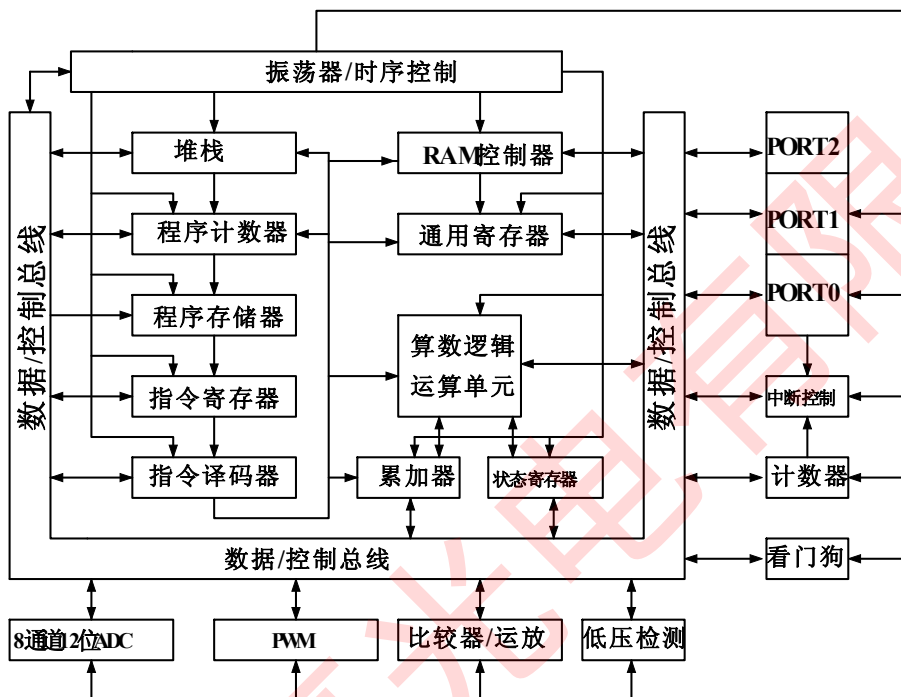 振荡器/时序控制
堆栈
RAM控制器
PORT2
程序计数器
通用寄存器
PORT1
数据/控制总线
数据/控制总线
程序存储器
PORT0
算数逻辑
运算单元
指令寄存器
中断控制
指令译码器
累加器
状态寄存器
计数器
数据/控制总线
看门狗
8通道12位ADC
PWM
比较器/运放
低压检测
光电有限